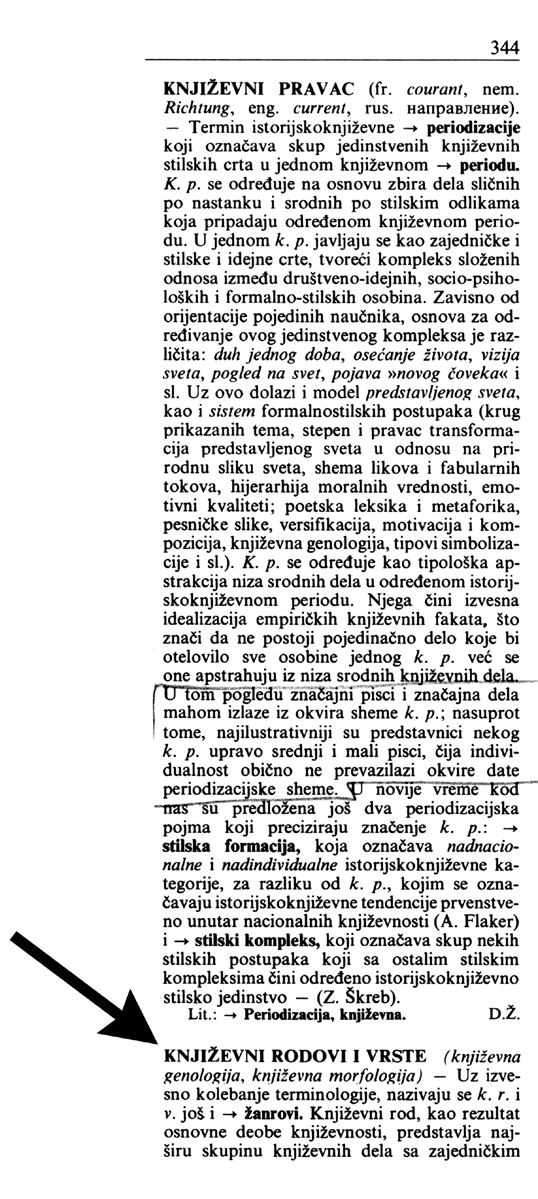 344
KNJIŽEVNI PRAVAC (fr. courant, nem.
Richtung, eng. current, rus. направление).
— Termin istorijskoknjiževne → periodizacije
koji označava skup jedinstvenih književnih
stilskih crta u jednom književnom → periodu.
K. p. se određuje na osnovu zbira dela sličnih
po nastanku i srodnih po stilskim odlikama
koja pripadaju određenom književnom perio-
du. U jednom k. p. javljaju se kao zajedničke i
stilske i idejne crte, tvoreći kompleks složenih
odnosa između društveno-idejnih, socio-psiho-
loških i formalno-stilskih osobina. Zavisno od
orijentacije pojedinih naučnika, osnova za od-
ređivanje ovog jedinstvenog kompleksa je raz-
ličita: duh jednog doba, osećanje života, vizija
sveta, pogled na svet, pojava »novog čoveka« i
sl. Uz ovo dolazi i model predstavljenog sveta,
kao i sistem formalnostilskih postupaka (krug
prikazanih tema, stepen i pravac transforma-
cija predstavljenog sveta u odnosu na pri-
rodnu sliku sveta, shema likova i fabularnih
tokova, hijerarhija moralnih vrednosti, emo-
tivni kvaliteti; poetska leksika i metaforika,
pesničke slike, versifikacija, motivacija i kom-
pozicija, književna genologija, tipovi simboliza-
cije i sl.). K. p. se određuje kao tipološka ap-
strakcija niza srodnih dela u određenom istorij-
skoknjiževnom periodu. Njega čini izvesna
idealizacija empiričkih književnih fakata, što
znači da ne postoji pojedinačno delo koje bi
otelovilo sve osobine jednog k. p. već se
one apstrahuju iz niza srodnih književnih dela.
U tom pogledu značajni pisci i značajna dela
mahom izlaze iz okvira sheme k. p.; nasuprot
tome, najilustrativniji su predstavnici nekog
k. p. upravo srednji i mali pisci, čija indivi-
dualnost obično ne prevazilazi okvire date
periodizacijske sheme. U novije vreme kod
nas su predložena još dva periodizacijska
pojma koji preciziraju značenje k. p.: →
stilska formacija, koja označava nadnacio-
nalne i nadindividualne istorijskoknjiževne ka-
tegorije, za razliku od k. p., kojim se ozna-
čavaju istorijskoknjiževne tendencije prvenstve-
no unutar nacionalnih književnosti (A. Flaker)
i → stilski kompleks, koji označava skup nekih
stilskih postupaka koji sa ostalim stilskim
kompleksima čini određeno istorijskoknjiževno
stilsko jedinstvo — (Z. Škreb).
Lit.: → Periodizacija, književna. D.Ž.
KNJIŽEVNI RODOVI I VRSTE (književna
genologija, književna morfologija) — Uz izve-
sno kolebanje terminologije, nazivaju se k. r. i
v. još i → žanrovi. Književni rod, kao rezultat
osnovne deobe književnosti, predstavlja naj-
širu skupinu književnih dela sa zajedničkim